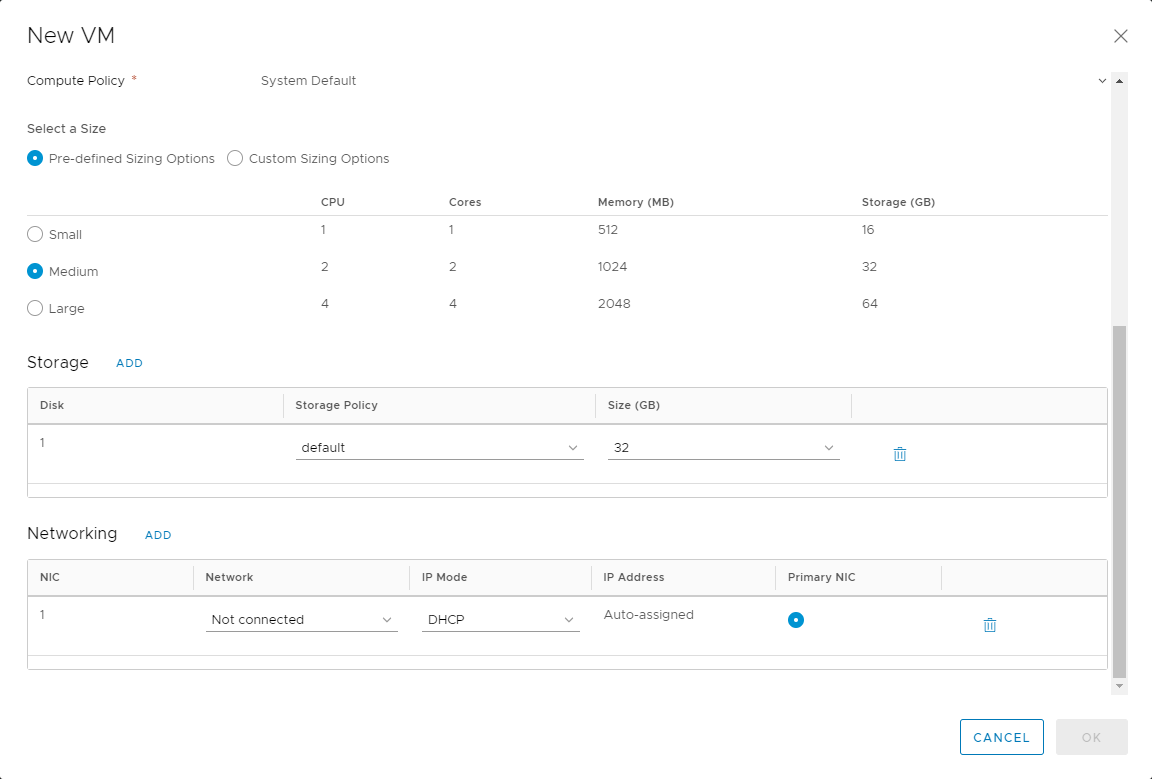 New VM
Compute Policy * System Default
Select a Size
Pre-defined Sizing Options Custom Sizing Options
CPU Cores Memory (MB) Storage (GB)
Small 1 1 512 16
Medium 2 2 1024 32
Large 4 4 2048 64
Storage ADD
Disk Storage Policy Size (GB)
1 default 32
Networking ADD
NIC Network IP Mode IP Address Primary NIC
1 Not connected DHCP Auto-assigned
CANCEL OK